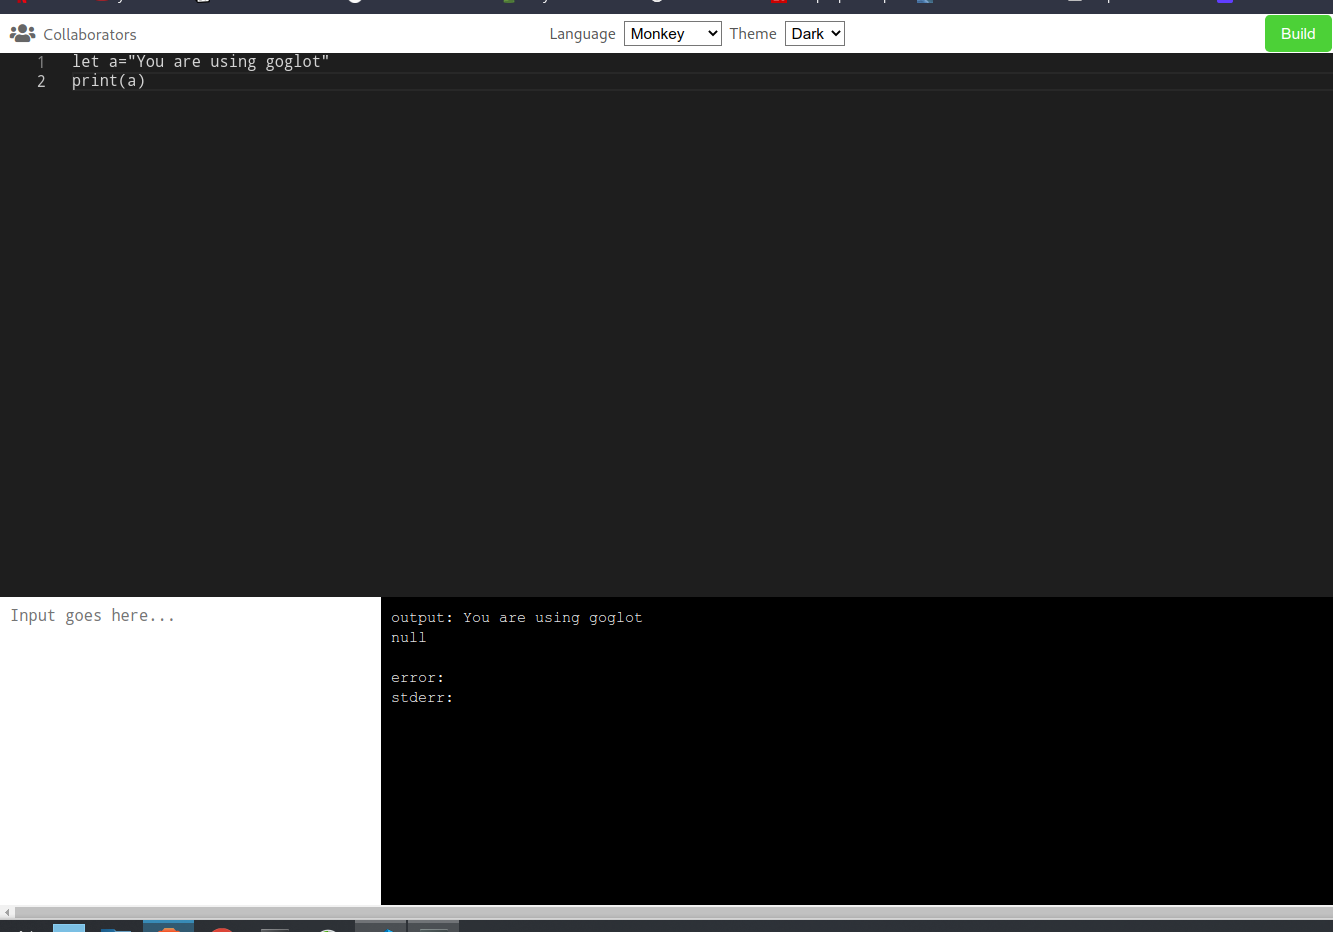 Collaborators
Language Monkey Theme Dark
Build
1 let a="You are using goglot"
2 print(a)
Input goes here...
output: You are using goglot
null
error:
stderr: